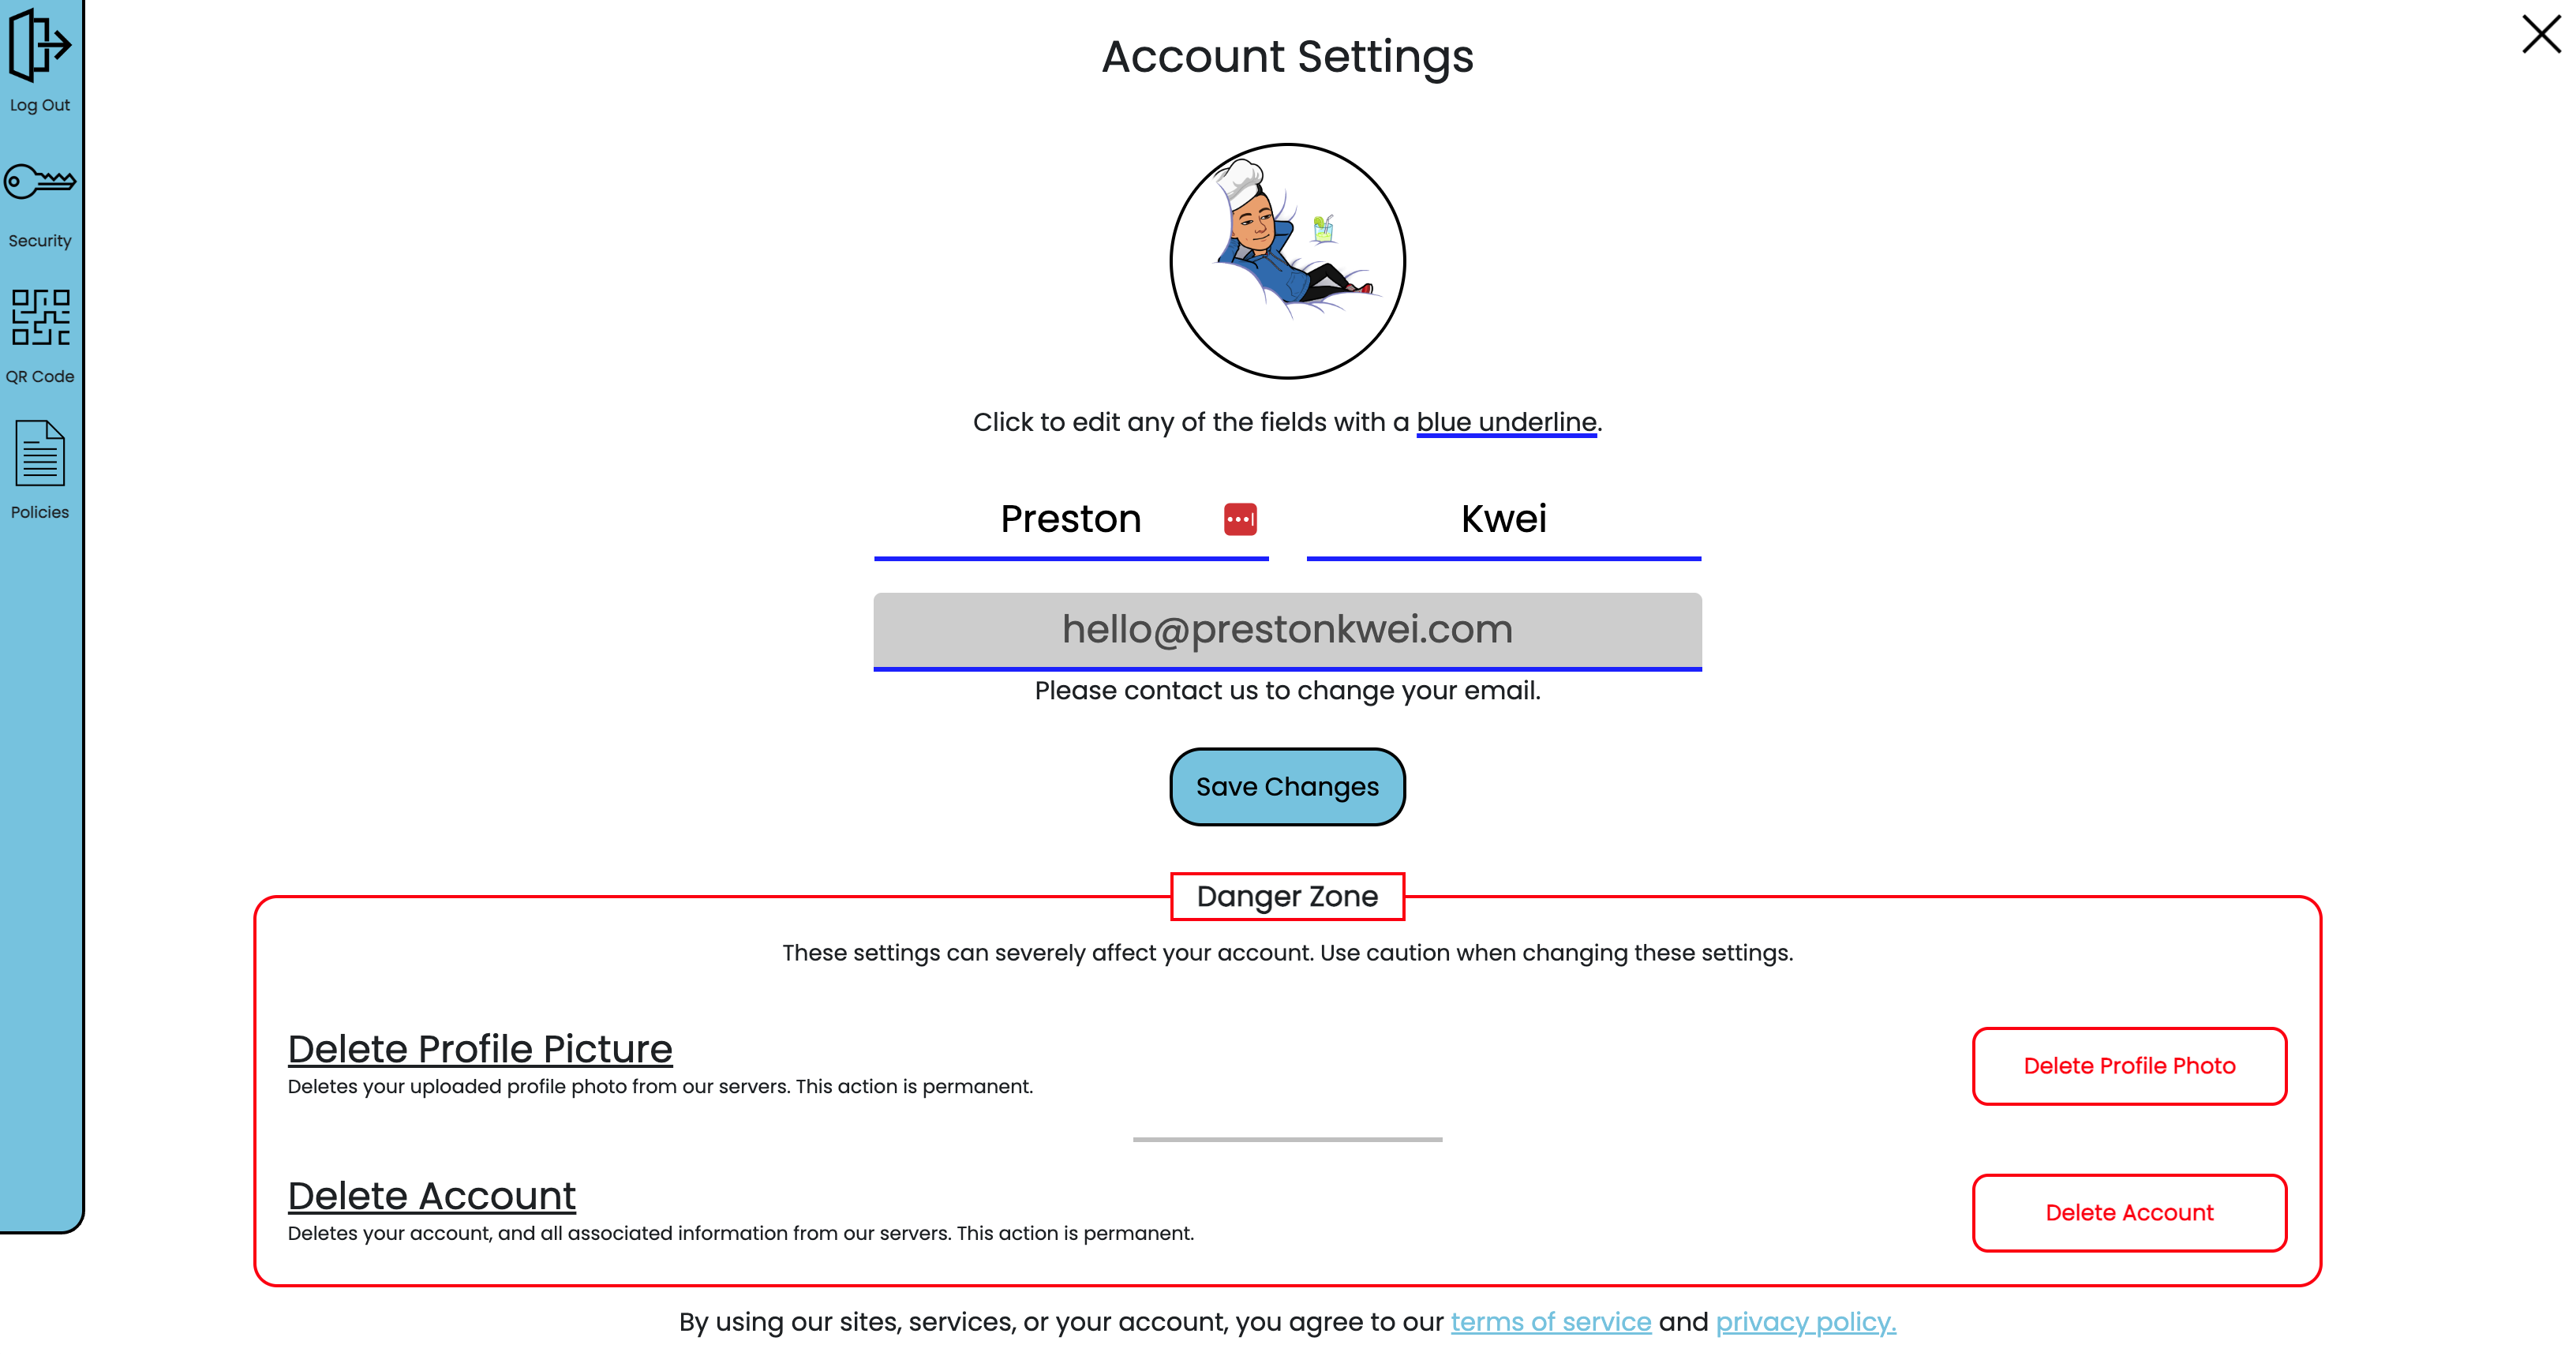 Log Out
Security
QR Code
Policies
Account Settings
Click to edit any of the fields with a blue underline.
Preston
Kwei
hello@prestonkwei.com
Please contact us to change your email.
Save Changes
Danger Zone
These settings can severely affect your account. Use caution when changing these settings.
Delete Profile Picture
Deletes your uploaded profile photo from our servers. This action is permanent.
Delete Profile Photo
Delete Account
Deletes your account, and all associated information from our servers. This action is permanent.
Delete Account
By using our sites, services, or your account, you agree to our terms of service and privacy policy.